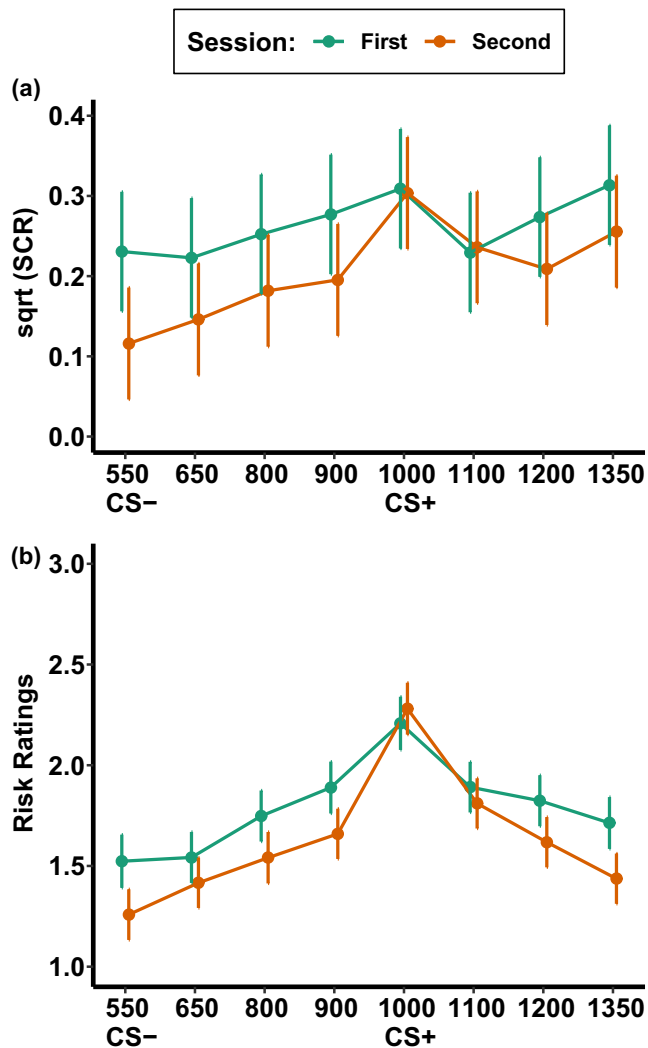 Session: First Second
(a)
sqrt (SCR)
0.4
0.3
0.2
0.1
0.0
550 650 800 900 1000 1100 1200 1350
CS− CS+
(b)
Risk Ratings
3.0
2.5
2.0
1.5
1.0
550 650 800 900 1000 1100 1200 1350
CS− CS+